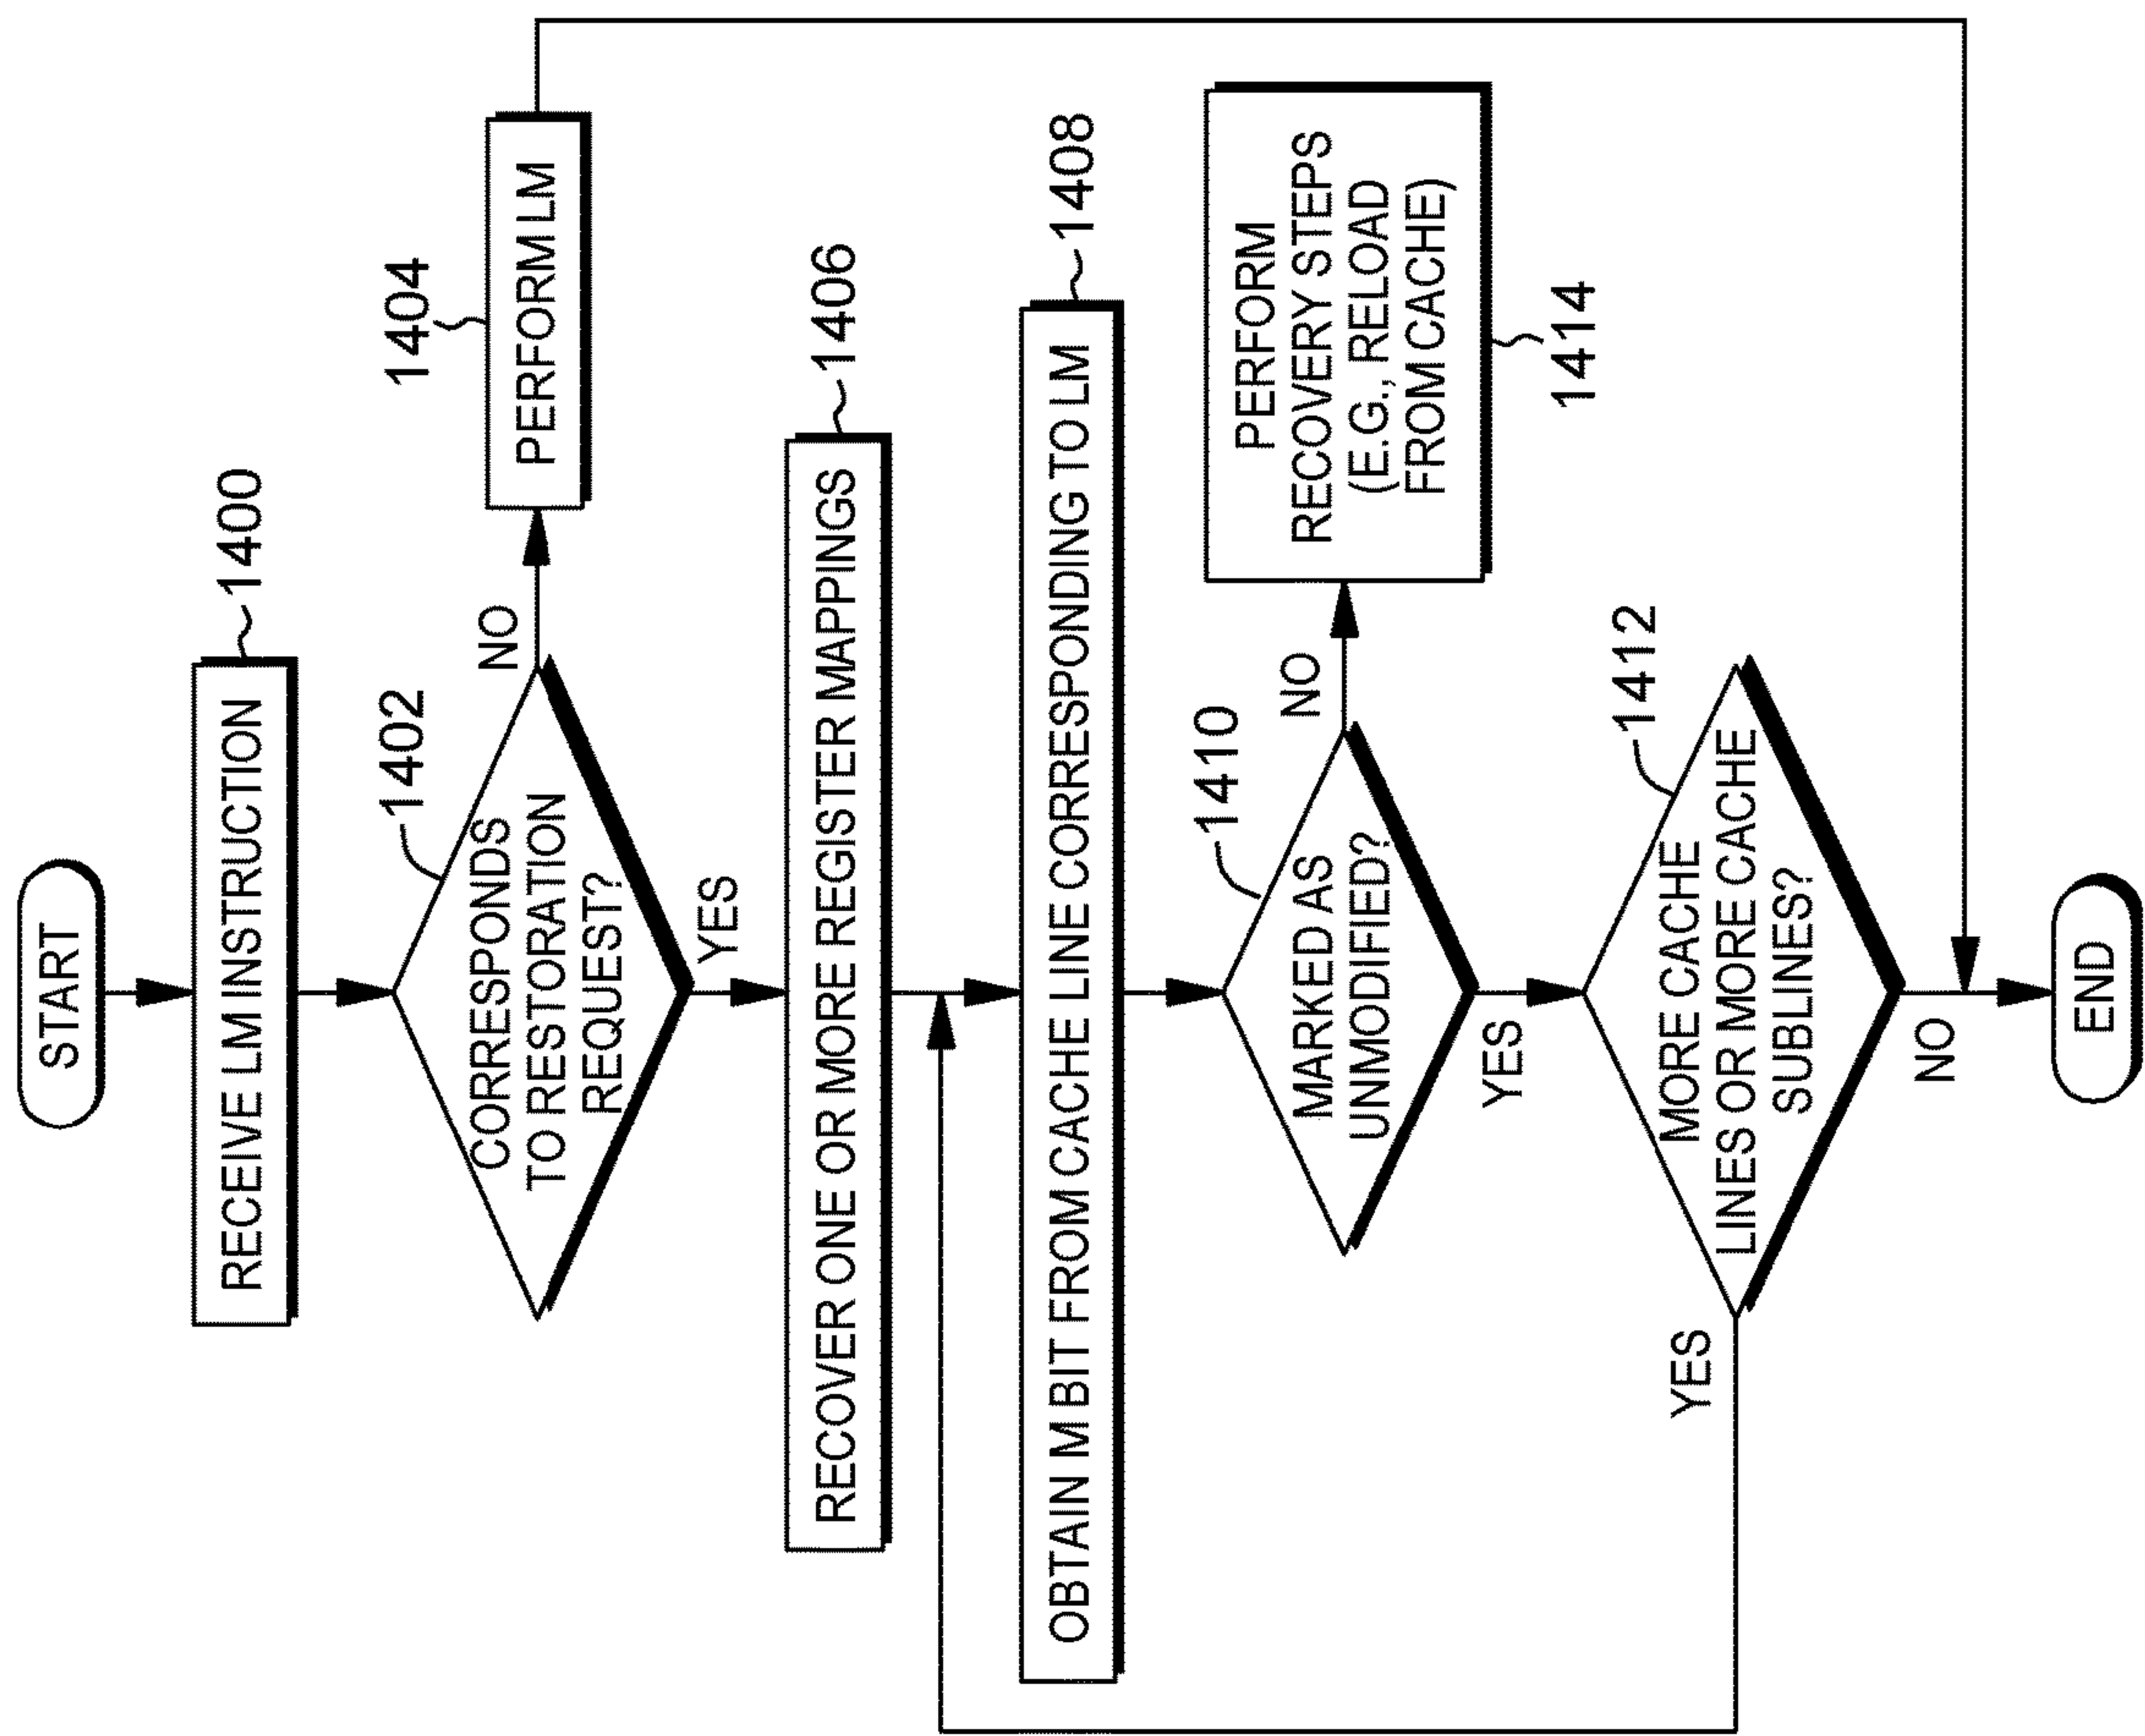 START
RECEIVE LM INSTRUCTION
1400
1402
CORRESPONDS
TO RESTORATION
REQUEST?
NO
1404
PERFORM LM
YES
RECOVER ONE OR MORE REGISTER MAPPINGS
1406
OBTAIN M BIT FROM CACHE LINE CORRESPONDING TO LM
1408
1410
MARKED AS
UNMODIFIED?
NO
PERFORM
RECOVERY STEPS
(E.G., RELOAD
FROM CACHE)
1414
YES
1412
MORE CACHE
LINES OR MORE CACHE
SUBLINES?
YES
NO
END